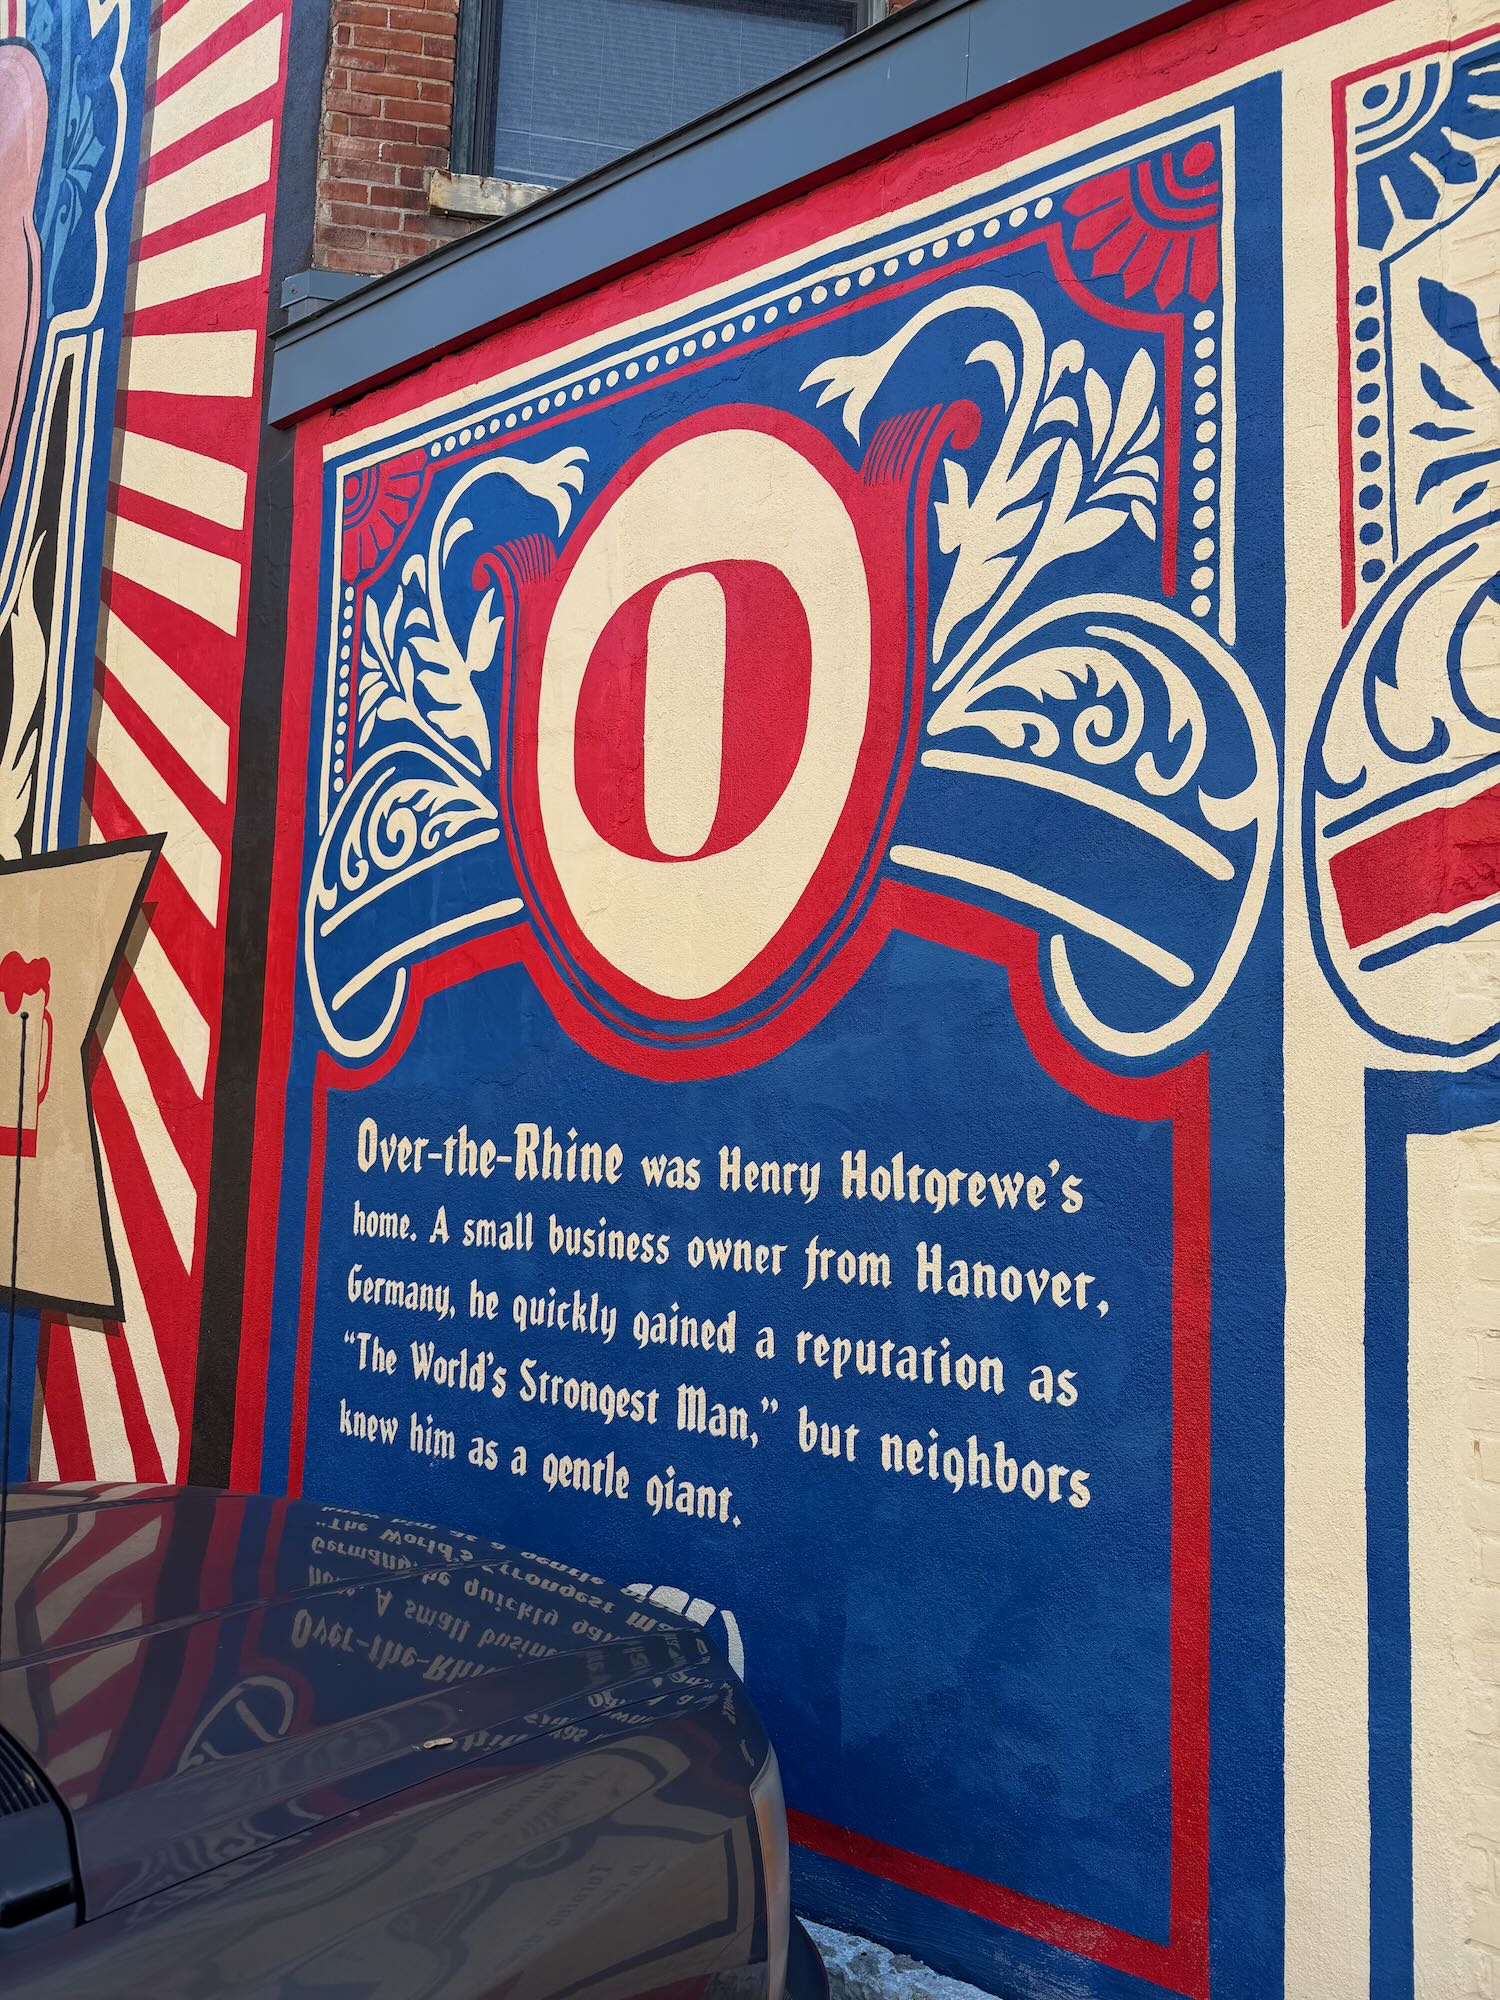 O
Over-the-Rhine was Henry Holtgrewe's
home. A small business owner from Hanover,
Germany, he quickly gained a reputation as
"The World's Strongest Man," but neighbors
knew him as a gentle giant.